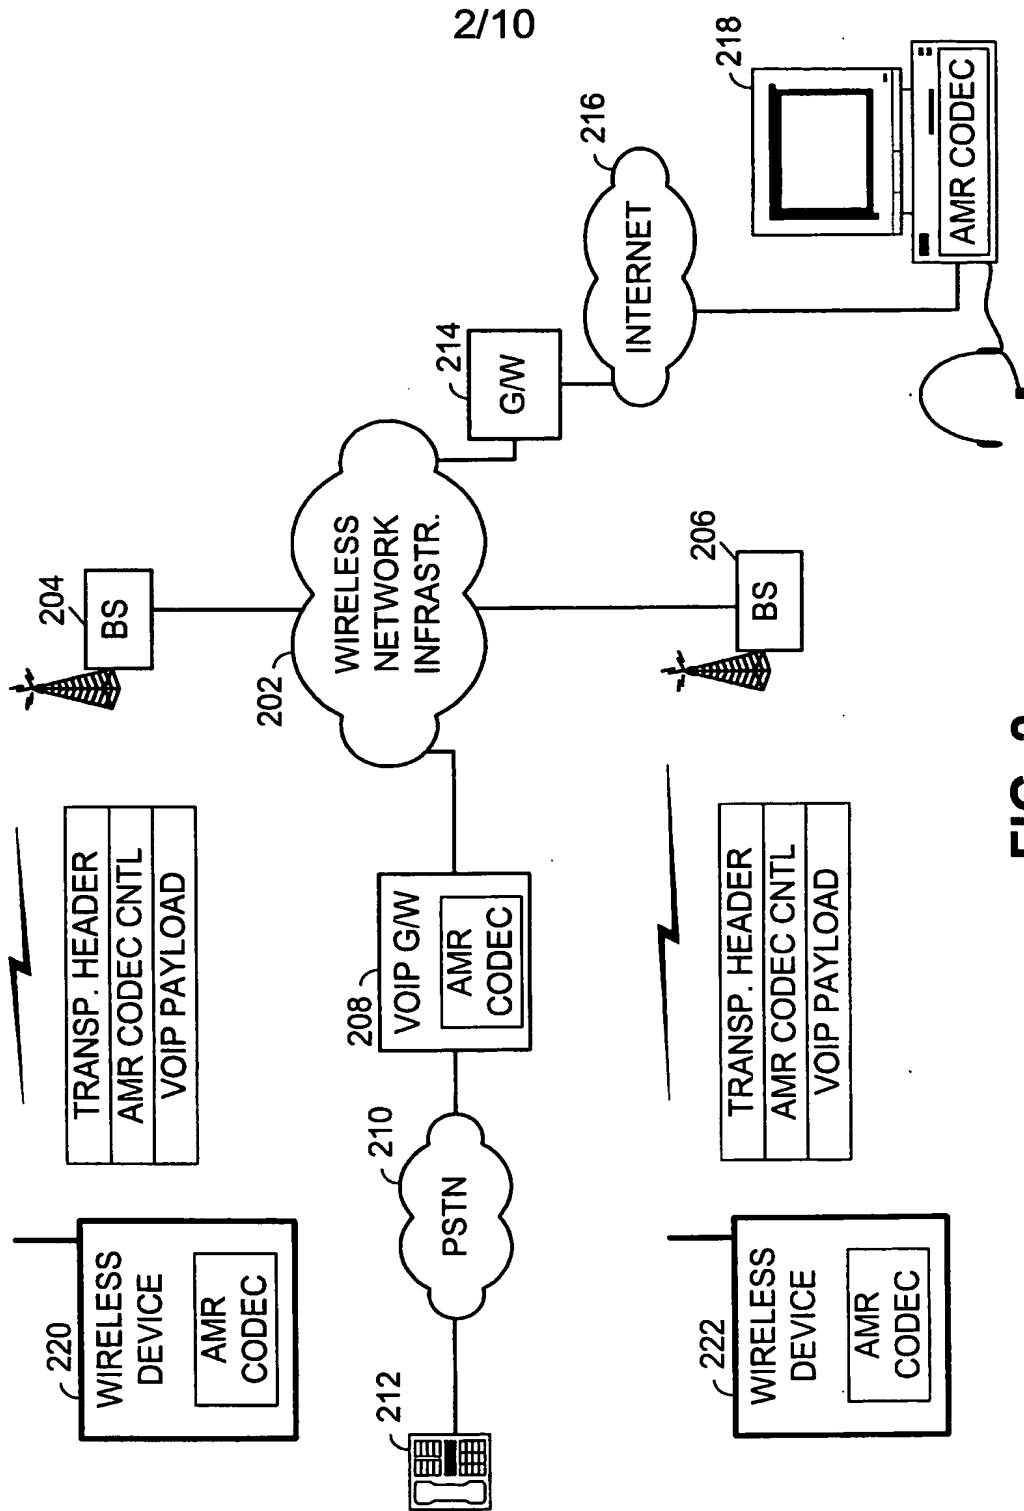 2/10
220
WIRELESS
DEVICE
AMR
CODEC
TRANSP. HEADER
AMR CODEC CNTL
VOIP PAYLOAD
204
BS
212
210
PSTN
208
VOIP G/W
AMR
CODEC
202
WIRELESS
NETWORK
INFRASTR.
214
G/W
216
INTERNET
218
AMR CODEC
222
WIRELESS
DEVICE
AMR
CODEC
TRANSP. HEADER
AMR CODEC CNTL
VOIP PAYLOAD
206
BS
FIG.